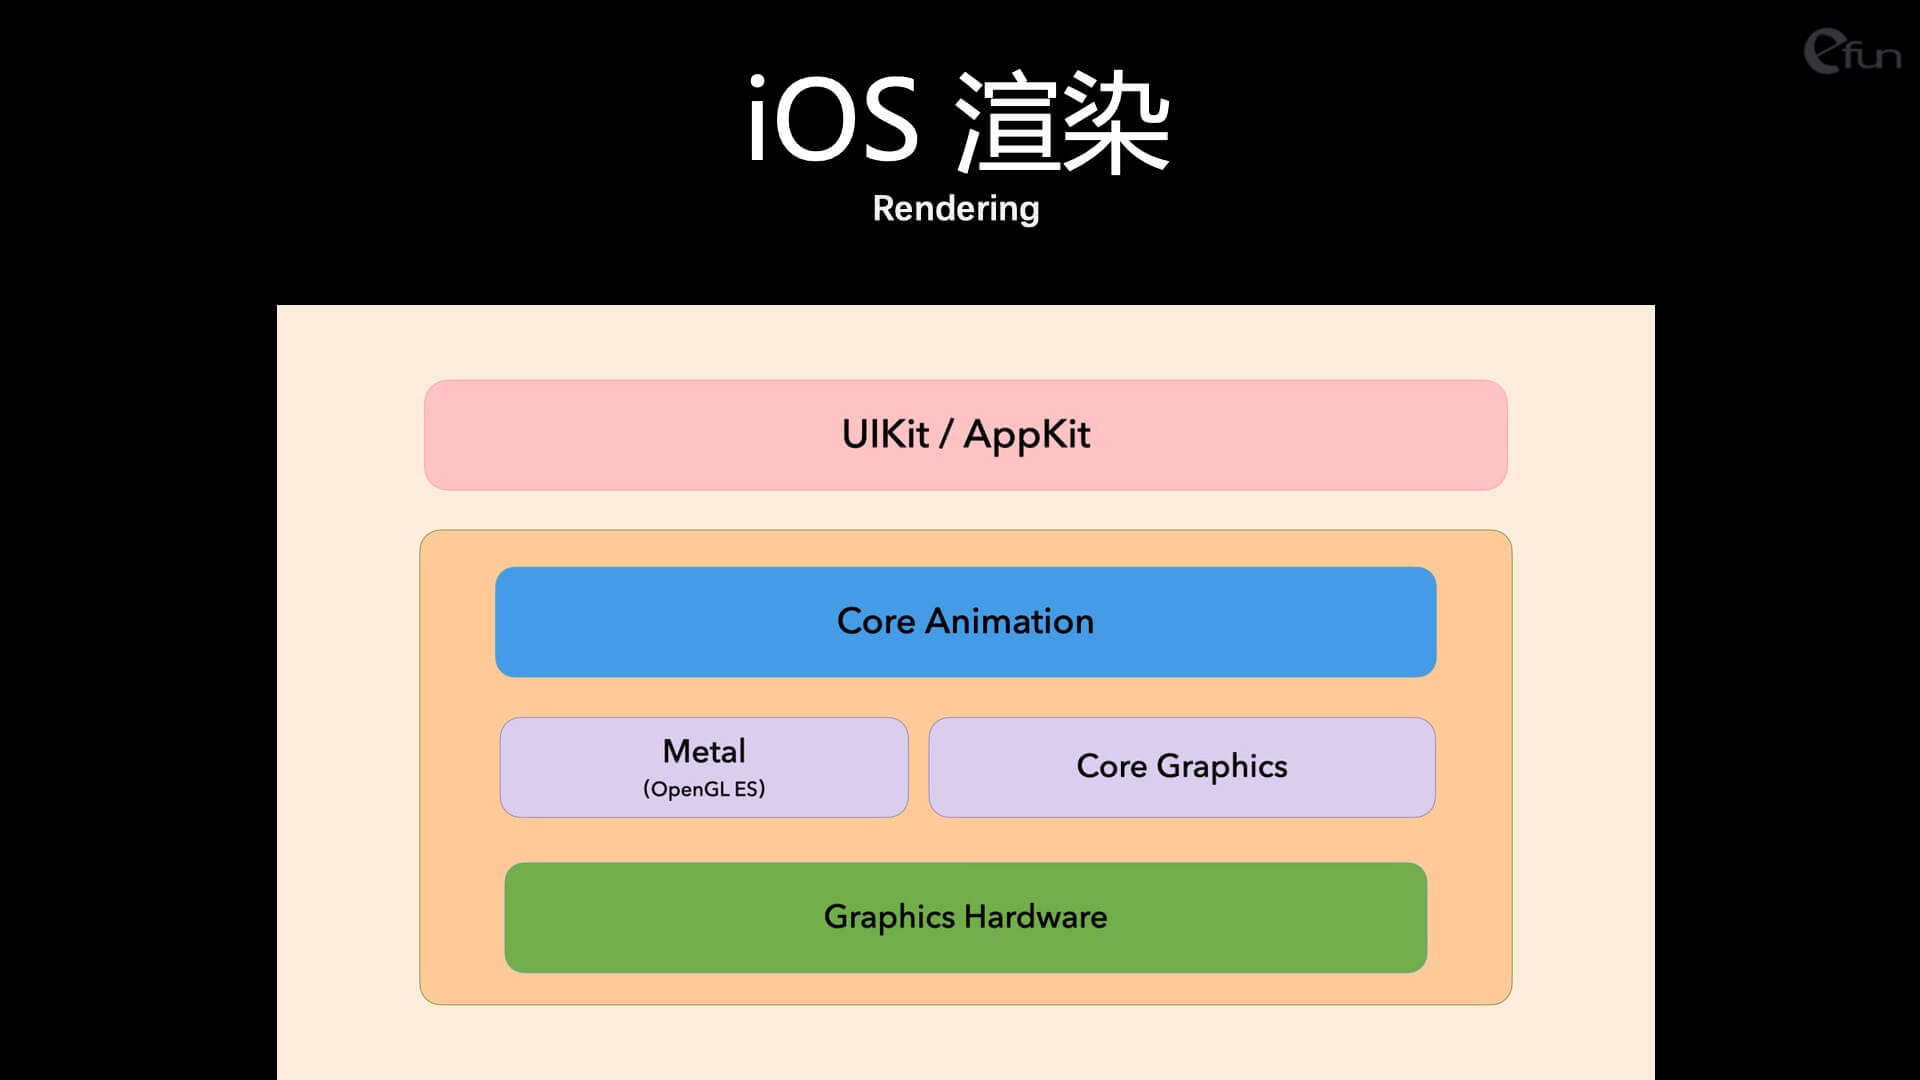 efun
iOS 渲染
Rendering
UIKit / AppKit
Core Animation
Metal
(OpenGL ES)
Core Graphics
Graphics Hardware